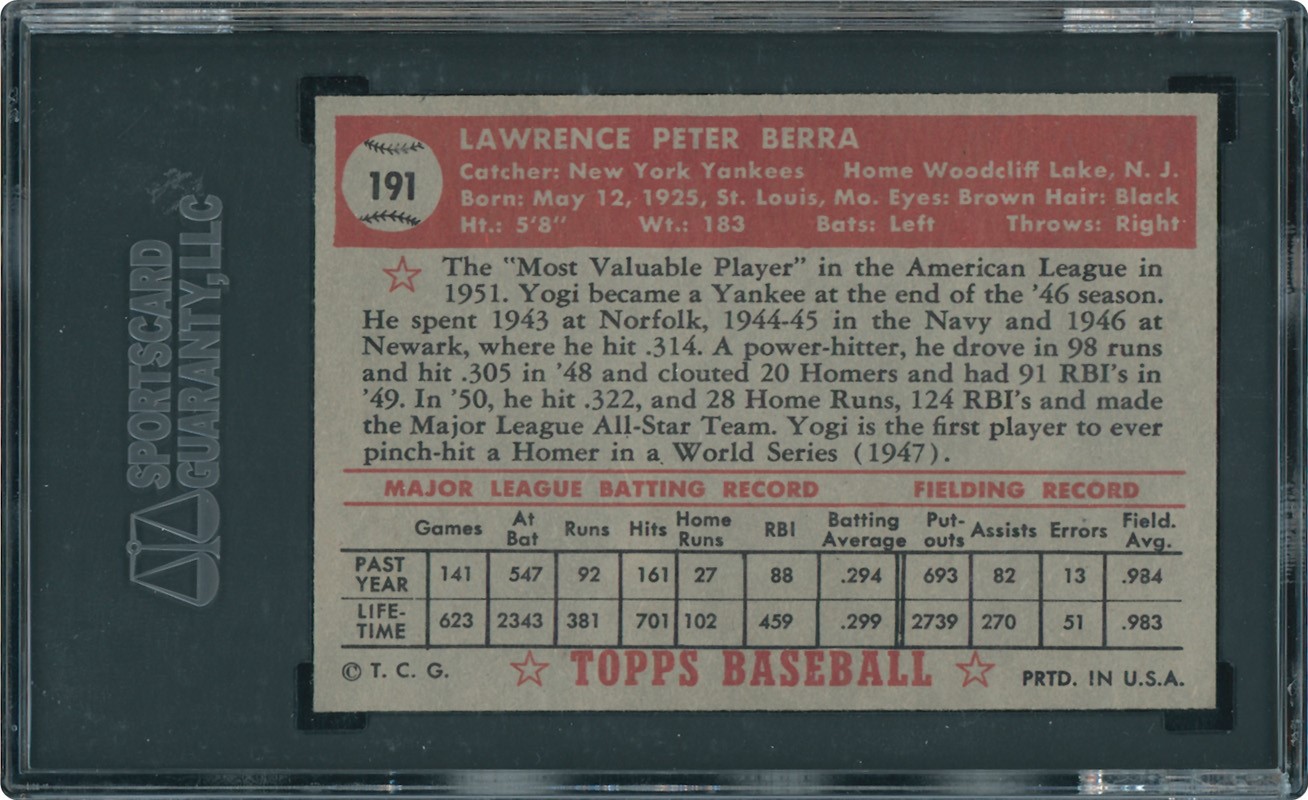 SPORTSCARD
GUARANTY, LLC
191
LAWRENCE PETER BERRA
Catcher: New York Yankees Home Woodcliff Lake, N. J.
Born: May 12, 1925, St. Louis, Mo. Eyes: Brown Hair: Black
Ht.: 5'8" Wt.: 183 Bats: Left Throws: Right
The "Most Valuable Player" in the American League in
1951. Yogi became a Yankee at the end of the '46 season.
He spent 1943 at Norfolk, 1944-45 in the Navy and 1946 at
Newark, where he hit .314. A power-hitter, he drove in 98 runs
and hit .305 in '48 and clouted 20 Homers and had 91 RBI's in
'49. In '50, he hit .322, and 28 Home Runs, 124 RBI's and made
the Major League All-Star Team. Yogi is the first player to ever
pinch-hit a Homer in a World Series (1947).
MAJOR LEAGUE BATTING RECORD FIELDING RECORD
Games At Bat Runs Hits Home Runs RBI Batting Average Put-outs Assists Errors Field. Avg.
PAST YEAR 141 547 92 161 27 88 .294 693 82 13 .984
LIFE-TIME 623 2343 381 701 102 459 .299 2739 270 51 .983
© T. C. G. TOPPS BASEBALL PRTD. IN U.S.A.